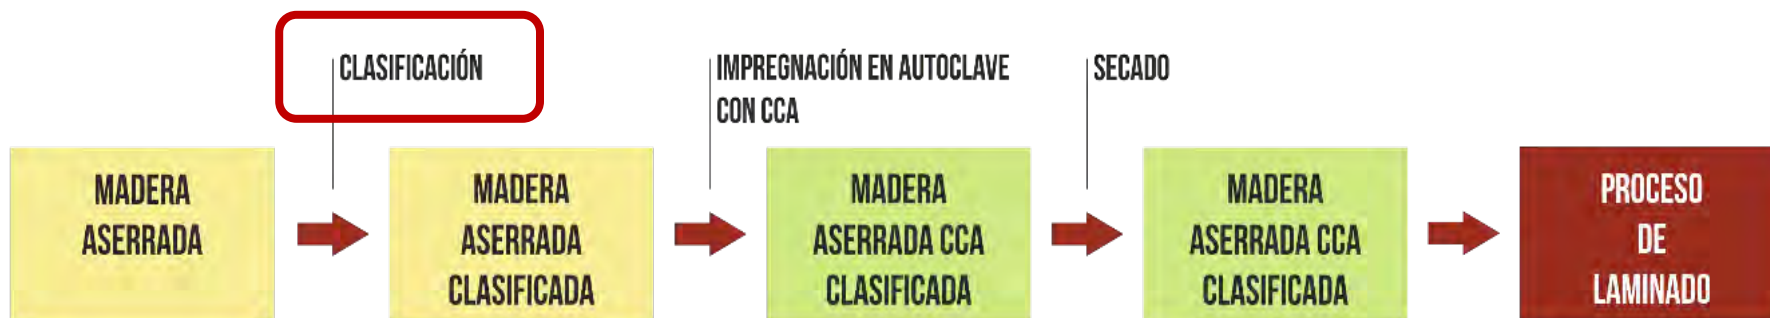 CLASIFICACIÓN
IMPREGNACIÓN EN AUTOCLAVE
CON CCA
SECADO
MADERA
ASERRADA
MADERA
ASERRADA
CLASIFICADA
MADERA
ASERRADA CCA
CLASIFICADA
MADERA
ASERRADA CCA
CLASIFICADA
PROCESO
DE
LAMINADO